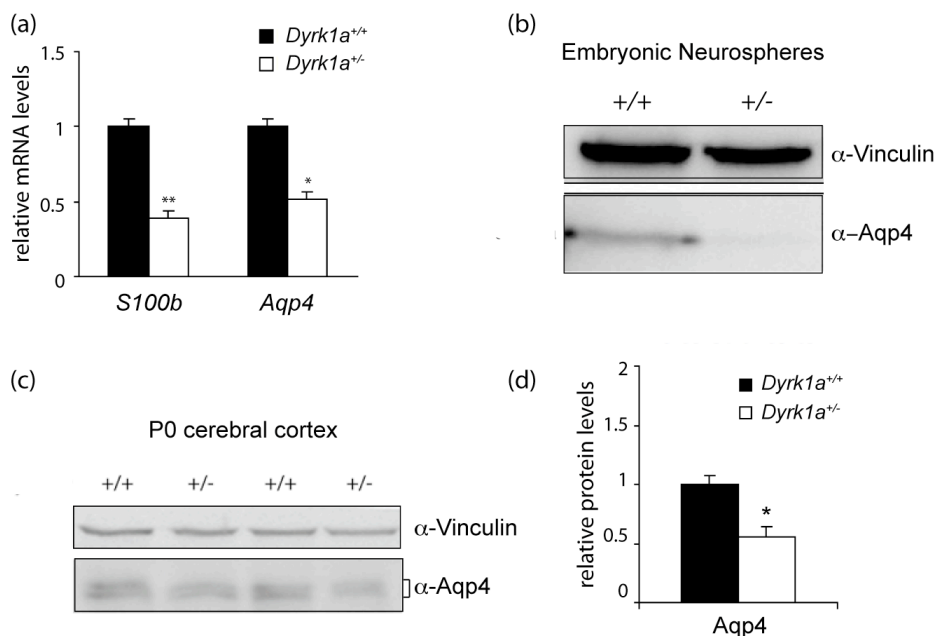 (a)
Dyrk1a+/+
Dyrk1a+/-
relative mRNA levels
1.5
1
0.5
0
**
*
S100b
Aqp4
(b)
Embryonic Neurospheres
+/+ +/-
α-Vinculin
α–Aqp4
(c)
P0 cerebral cortex
+/+ +/- +/+ +/-
α-Vinculin
α-Aqp4
(d)
Dyrk1a+/+
Dyrk1a+/-
relative protein levels
2
1.5
1
0.5
0
*
Aqp4